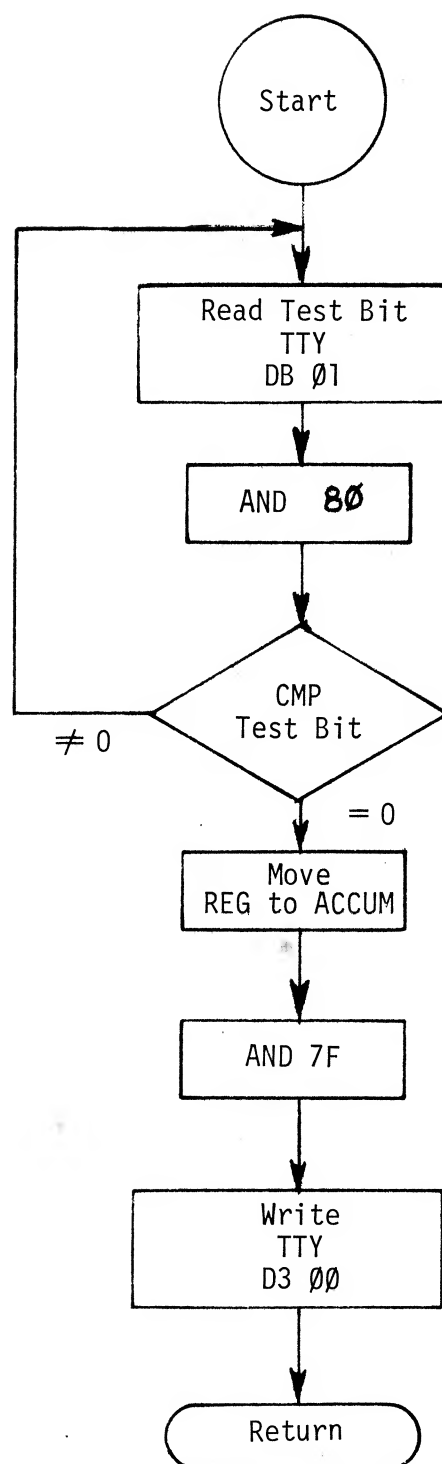 Start
Read Test Bit
TTY
DB Ø1
AND 8Ø
CMP
Test Bit
≠ 0
= 0
Move
REG to ACCUM
AND 7F
Write
TTY
D3 ØØ
Return